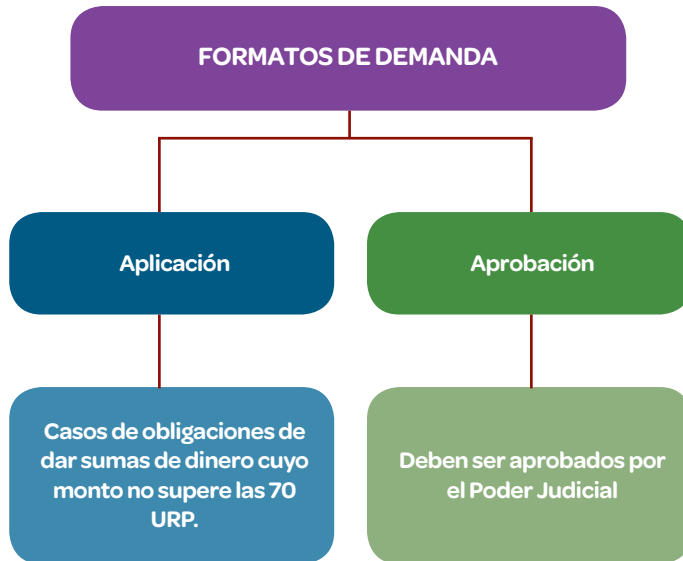 FORMATOS DE DEMANDA
Aplicación
Aprobación
Casos de obligaciones de
dar sumas de dinero cuyo
monto no supere las 70
URP.
Deben ser aprobados por
el Poder Judicial